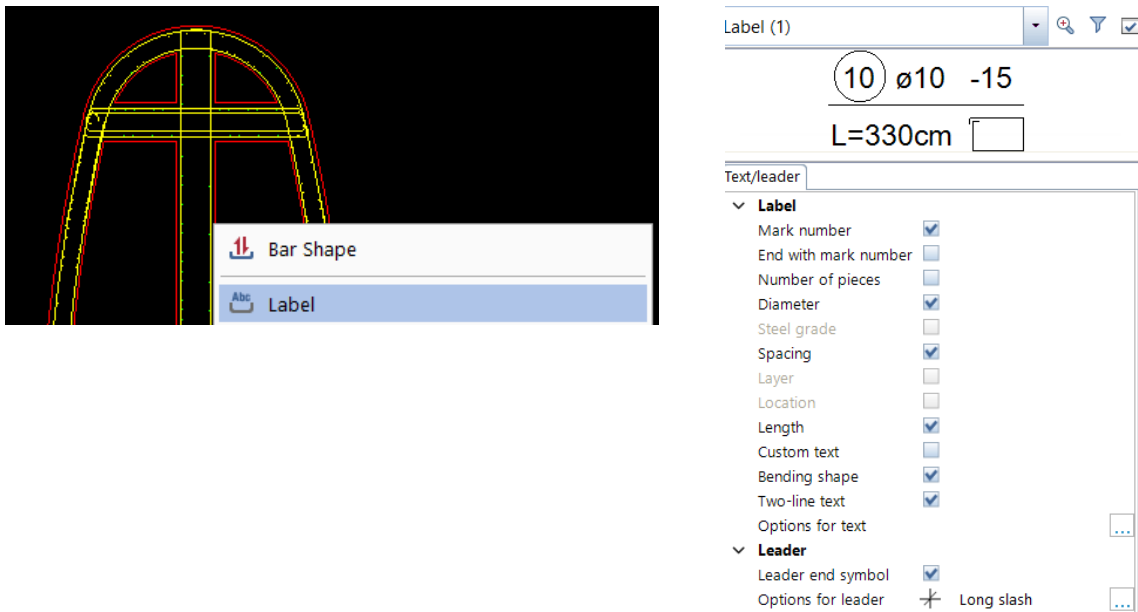 Bar Shape
Abc
Label
Label (1)
10 ø10 -15
L=330cm
Text/leader
Label
Mark number
End with mark number
Number of pieces
Diameter
Steel grade
Spacing
Layer
Location
Length
Custom text
Bending shape
Two-line text
Options for text
...
Leader
Leader end symbol
Options for leader Long slash
...